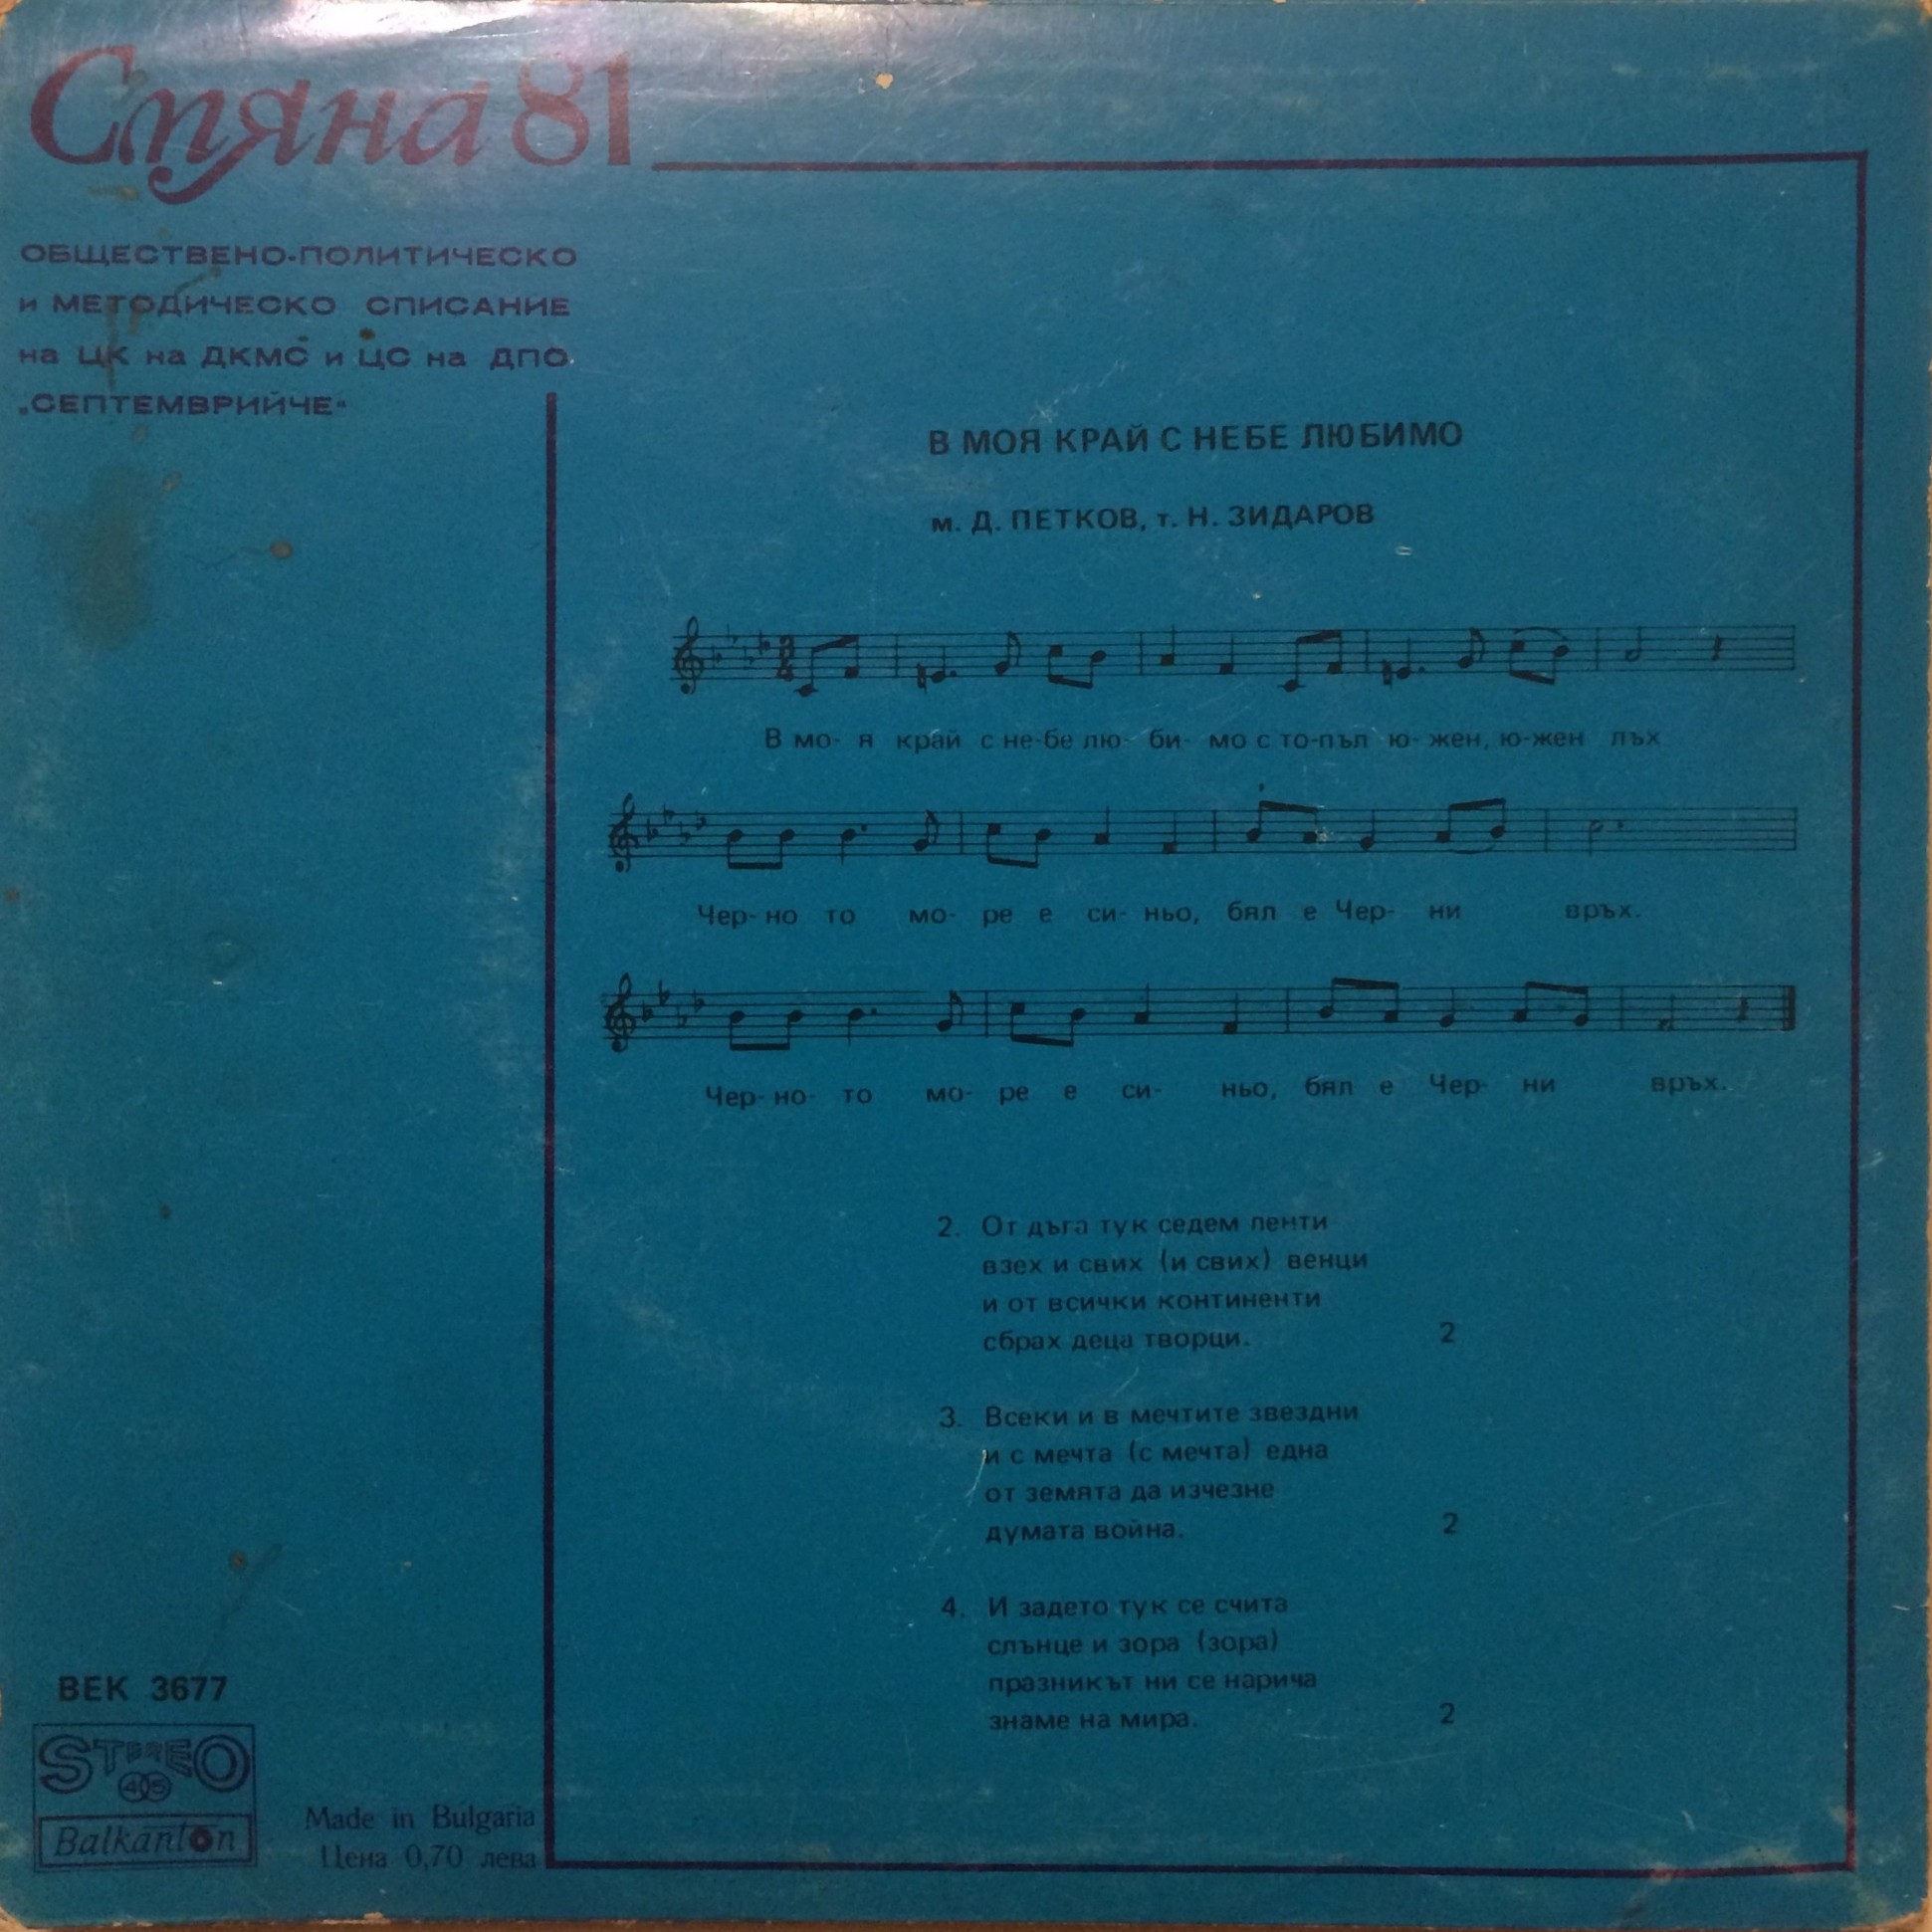 Смяна 81
ОБЩЕСТВЕНО-ПОЛИТИЧЕСКО
и МЕТОДИЧЕСКО СПИСАНИЕ
на ЦК на ДКМС и ЦС на ДПО
„СЕПТЕМВРИЙЧЕ“
В МОЯ КРАЙ С НЕБЕ ЛЮБИМО
м. Д. ПЕТКОВ, т. Н. ЗИДАРОВ
3
4
В мо- я край с не-бе лю- би- мо с то-пъл ю- жен, ю-жен лъх
Чер- но то мо- ре е си- ньо, бял е Чер- ни връх.
Чер- но- то мо- ре е си- ньо, бял е Чер- ни връх.
2. От дъга тук седем ленти
взех и свих (и свих) венци
и от всички континенти
сбрах деца творци. 2
3. Всеки и в мечтите звездни
и с мечта (с мечта) една
от земята да изчезне
думата война. 2
4. И задето тук се счита
слънце и зора (зора)
празникът ни се нарича
знаме на мира. 2
ВЕК 3677
STEREO
45
Balkanton
Made in Bulgaria
Цена 0,70 лева